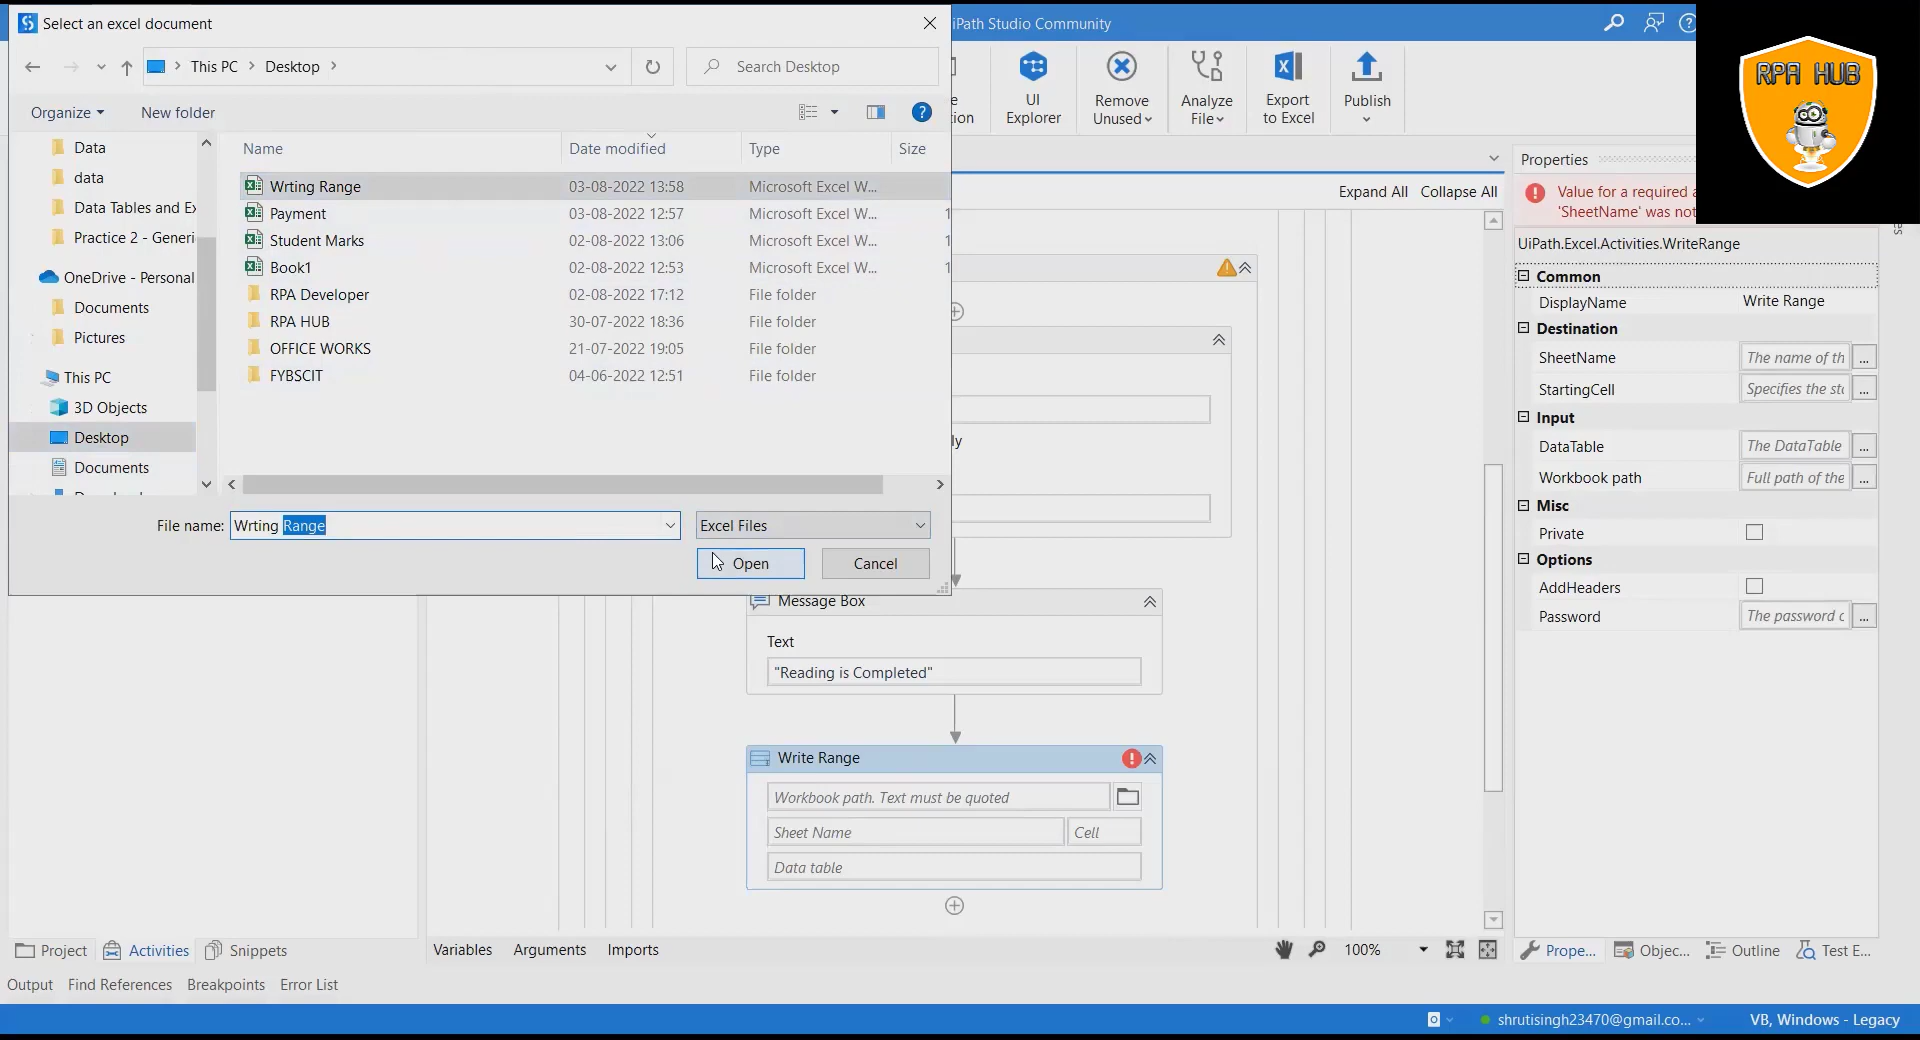 Select an excel document
iPath Studio Community
RPA HUB
This PC
Desktop
Search Desktop
UI
Explorer
Remove
Unused
Analyze
File
Export
to Excel
Publish
Organize
New folder
Name
Date modified
Type
Size
Properties
Data
data
Data Tables and Ex
Practice 2 - Generi
OneDrive - Personal
Documents
Pictures
This PC
3D Objects
Desktop
Documents
Wrting Range 03-08-2022 13:58 Microsoft Excel W...
Payment 03-08-2022 12:57 Microsoft Excel W... 1
Student Marks 02-08-2022 13:06 Microsoft Excel W... 1
Book1 02-08-2022 12:53 Microsoft Excel W... 1
RPA Developer 02-08-2022 17:12 File folder
RPA HUB 30-07-2022 18:36 File folder
OFFICE WORKS 21-07-2022 19:05 File folder
FYBSCIT 04-06-2022 12:51 File folder
File name: Wrting Range
Excel Files
Open
Cancel
Expand All Collapse All
ly
Message Box
Text
"Reading is Completed"
Write Range
Workbook path. Text must be quoted
Sheet Name
Cell
Data table
Value for a required a
'SheetName' was not
UiPath.Excel.Activities.WriteRange
Common
DisplayName Write Range
Destination
SheetName The name of th ...
StartingCell Specifies the sta ...
Input
DataTable The DataTable ...
Workbook path Full path of the ...
Misc
Private
Options
AddHeaders
Password The password o ...
Project
Activities
Snippets
Variables
Arguments
Imports
100%
Prope...
Objec...
Outline
Test E...
Output
Find References
Breakpoints
Error List
shrutisingh23470@gmail.co...
VB, Windows - Legacy